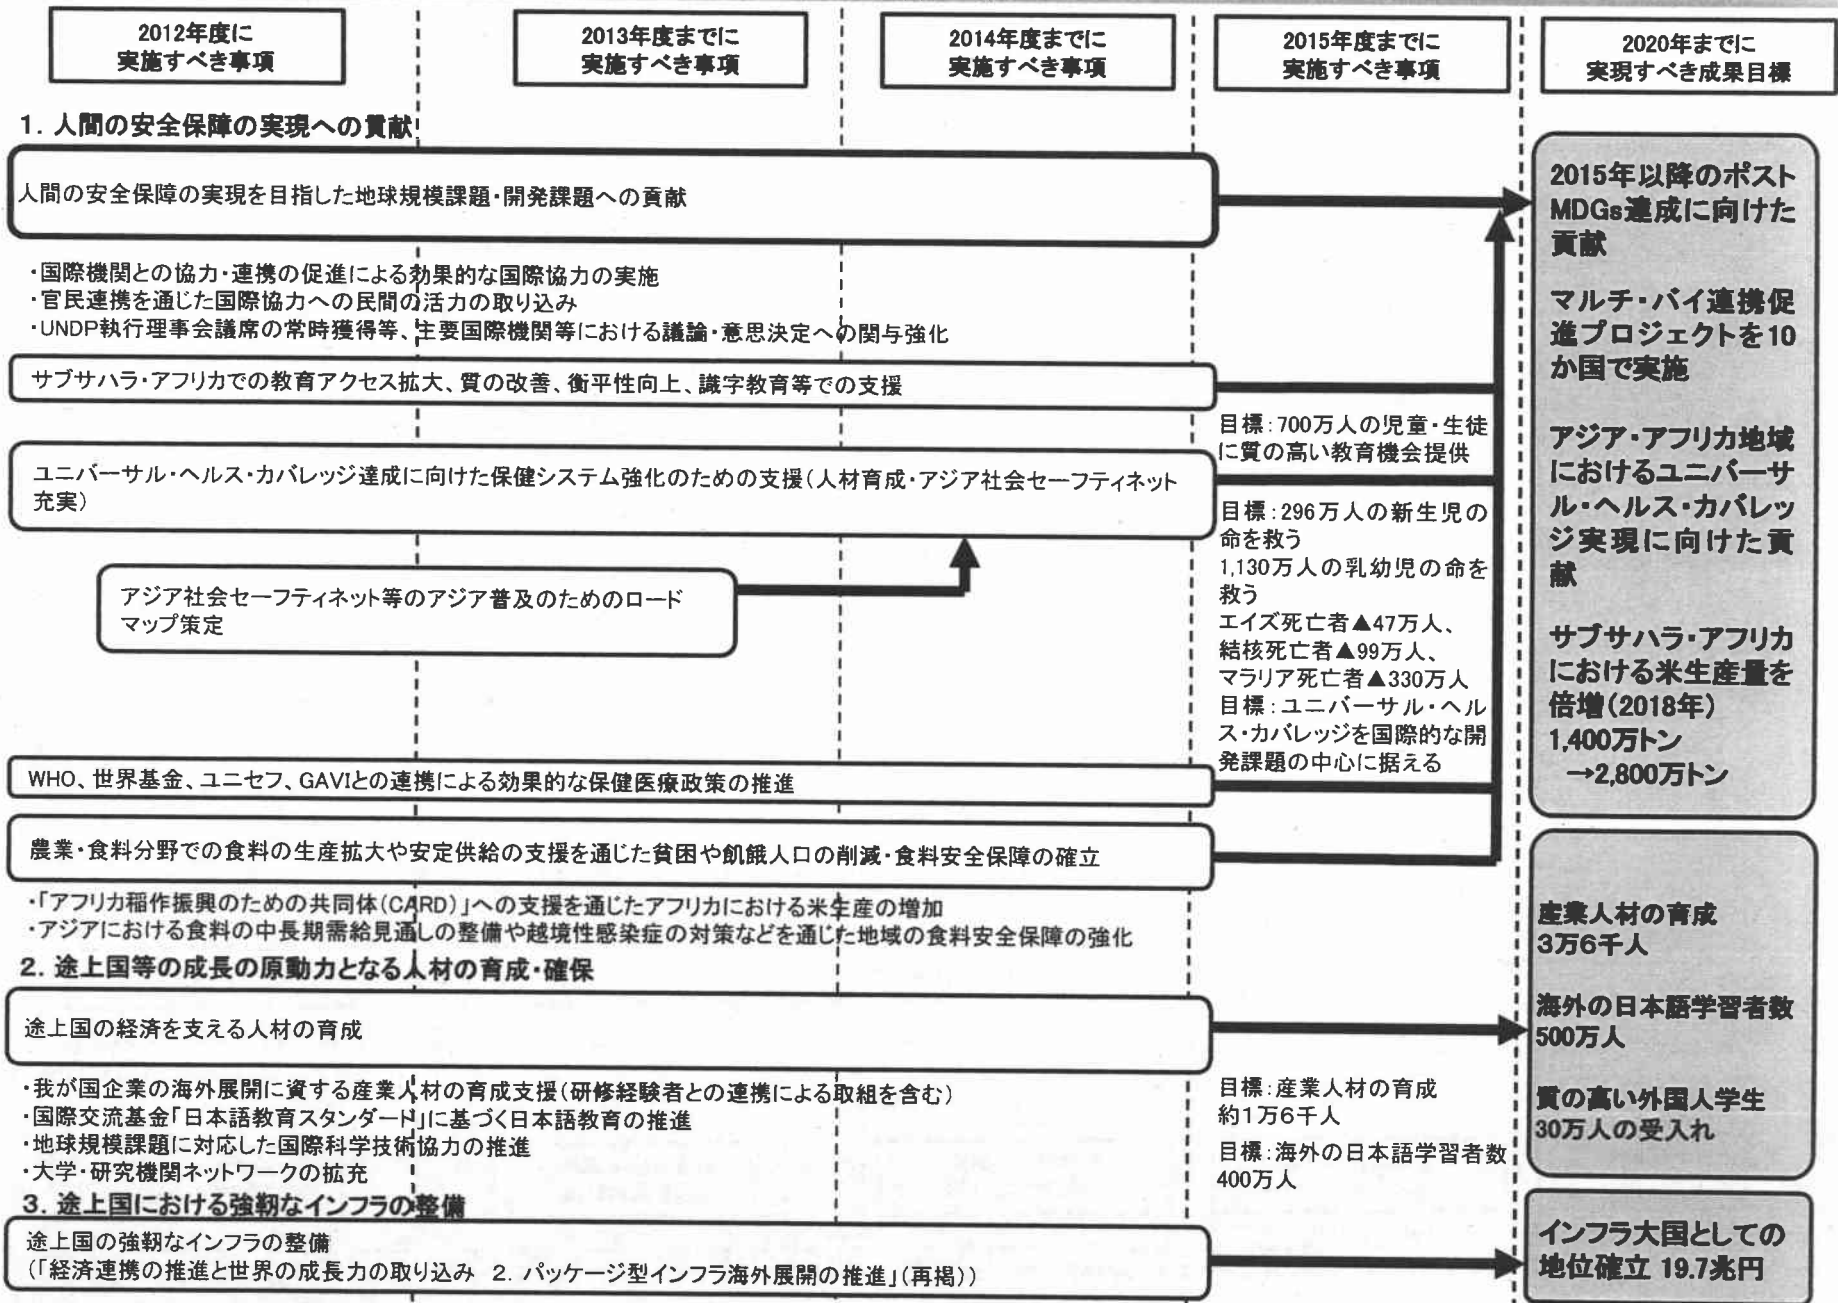 2012年度に
実施すべき事項
2013年度までに
実施すべき事項
2014年度までに
実施すべき事項
2015年度までに
実施すべき事項
2020年までに
実現すべき成果目標
1. 人間の安全保障の実現への貢献
人間の安全保障の実現を目指した地球規模課題・開発課題への貢献
・国際機関との協力・連携の促進による効果的な国際協力の実施
・官民連携を通じた国際協力への民間の活力の取り込み
・UNDP執行理事会議席の常時獲得等、主要国際機関等における議論・意思決定への関与強化
サブサハラ・アフリカでの教育アクセス拡大、質の改善、衡平性向上、識字教育等での支援
目標：700万人の児童・生徒
に質の高い教育機会提供
ユニバーサル・ヘルス・カバレッジ達成に向けた保健システム強化のための支援(人材育成・アジア社会セーフティネット
充実)
目標：296万人の新生児の
命を救う
1,130万人の乳幼児の命を
救う
エイズ死亡者▲47万人、
結核死亡者▲99万人、
マラリア死亡者▲330万人
目標：ユニバーサル・ヘル
ス・カバレッジを国際的な開
発課題の中心に据える
アジア社会セーフティネット等のアジア普及のためのロード
マップ策定
WHO、世界基金、ユニセフ、GAVIとの連携による効果的な保健医療政策の推進
農業・食料分野での食料の生産拡大や安定供給の支援を通じた貧困や飢餓人口の削減・食料安全保障の確立
・「アフリカ稲作振興のための共同体(CARD)」への支援を通じたアフリカにおける米生産の増加
・アジアにおける食料の中長期需給見通しの整備や越境性感染症の対策などを通じた地域の食料安全保障の強化
2015年以降のポスト
MDGs達成に向けた
貢献
マルチ・バイ連携促
進プロジェクトを10
か国で実施
アジア・アフリカ地域
におけるユニバーサ
ル・ヘルス・カバレッ
ジ実現に向けた貢
献
サブサハラ・アフリカ
における米生産量を
倍増(2018年)
1,400万トン
→2,800万トン
2. 途上国等の成長の原動力となる人材の育成・確保
途上国の経済を支える人材の育成
・我が国企業の海外展開に資する産業人材の育成支援(研修経験者との連携による取組を含む)
・国際交流基金「日本語教育スタンダード」に基づく日本語教育の推進
・地球規模課題に対応した国際科学技術協力の推進
・大学・研究機関ネットワークの拡充
目標：産業人材の育成
約1万6千人
目標：海外の日本語学習者数
400万人
産業人材の育成
3万6千人
海外の日本語学習者数
500万人
質の高い外国人学生
30万人の受入れ
3. 途上国における強靭なインフラの整備
途上国の強靭なインフラの整備
(「経済連携の推進と世界の成長力の取り込み 2. パッケージ型インフラ海外展開の推進」(再掲))
インフラ大国としての
地位確立 19.7兆円